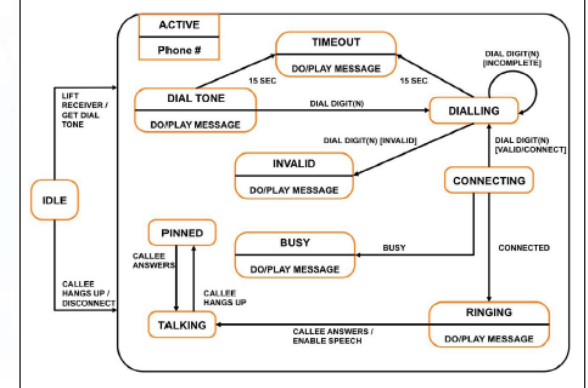 ACTIVE
Phone #
TIMEOUT
DO/PLAY MESSAGE
DIAL DIGIT(N)
[INCOMPLETE]
15 SEC
15 SEC
LIFT
RECEIVER /
GET DIAL
TONE
DIAL TONE
DO/PLAY MESSAGE
DIAL DIGIT(N)
DIALLING
DIAL DIGIT(N) [INVALID]
DIAL DIGIT(N)
[VALID/CONNECT]
INVALID
DO/PLAY MESSAGE
CONNECTING
IDLE
PINNED
BUSY
DO/PLAY MESSAGE
BUSY
CONNECTED
CALLEE
ANSWERS
CALLEE
HANGS UP /
DISCONNECT
CALLEE
HANGS UP
TALKING
CALLEE ANSWERS /
ENABLE SPEECH
RINGING
DO/PLAY MESSAGE